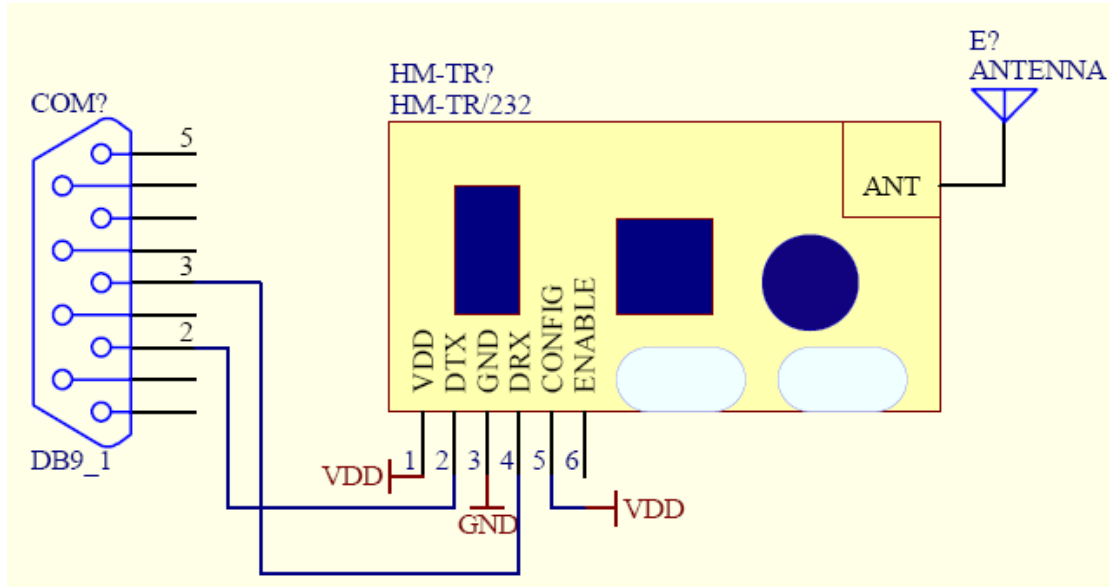 E?
ANTENNA
HM-TR?
HM-TR/232
COM?
5
3
2
DB9_1
ANT
VDD
DTX
GND
DRX
CONFIG
ENABLE
1
2
3
4
5
6
VDD
GND
VDD